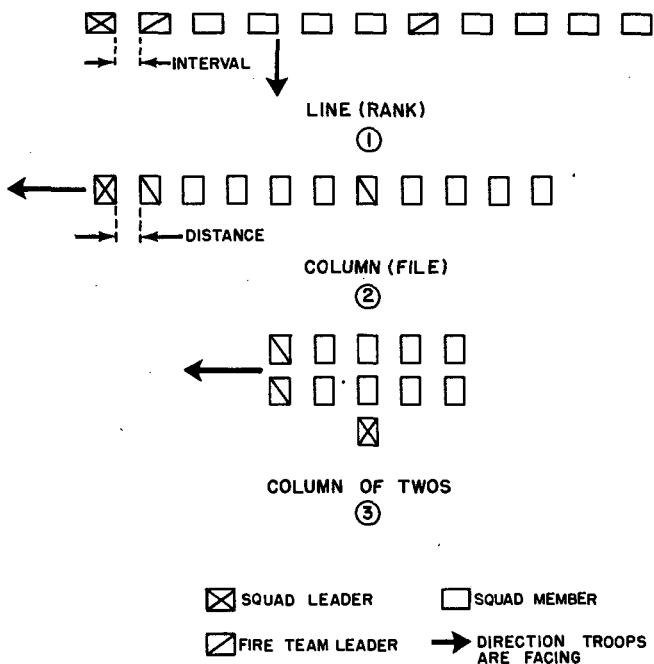 INTERVAL
LINE (RANK)
1
DISTANCE
COLUMN (FILE)
2
COLUMN OF TWOS
3
SQUAD LEADER
SQUAD MEMBER
FIRE TEAM LEADER
DIRECTION TROOPS
ARE FACING